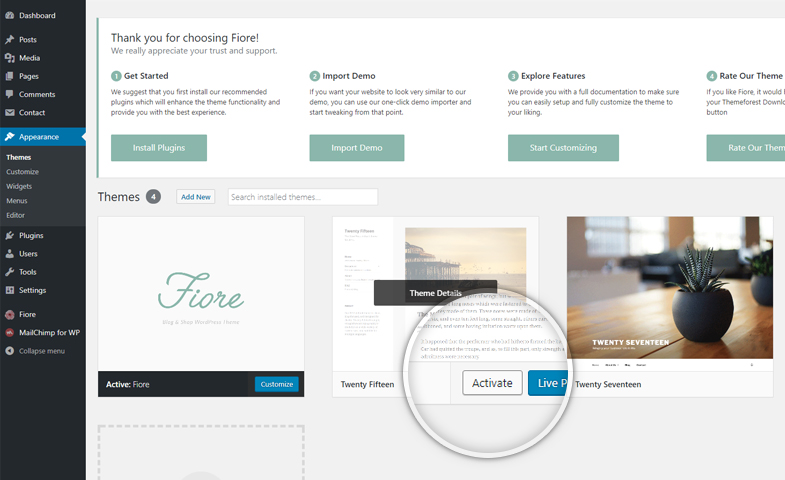 Dashboard
Posts
Media
Pages
Comments
Contact
Appearance
Themes
Customize
Widgets
Menus
Editor
Plugins
Users
Tools
Settings
Fiore
MailChimp for WP
Collapse menu
Thank you for choosing Fiore!
We really appreciate your trust and support.
1 Get Started
We suggest that you first install our recommended
plugins which will enhance the theme functionality and
provide you with the best experience.
Install Plugins
2 Import Demo
If you want your website to look very similar to our
demo, you can use our one-click demo importer and
start tweaking from that point.
Import Demo
3 Explore Features
We provide you with a full documentation to make sure
you can easily setup and fully customize the theme to
your liking.
Start Customizing
4 Rate Our Theme
If you like Fiore, it would b
your Themeforest Downlo
button
Rate Our Them
Themes 4 Add New Search installed themes...
Fiore
Blog & Shop WordPress Theme
Active: Fiore Customize
Twenty Fifteen
Theme Details
Twenty Fifteen
Activate Live P
TWENTY SEVENTEEN
Twenty Seventeen